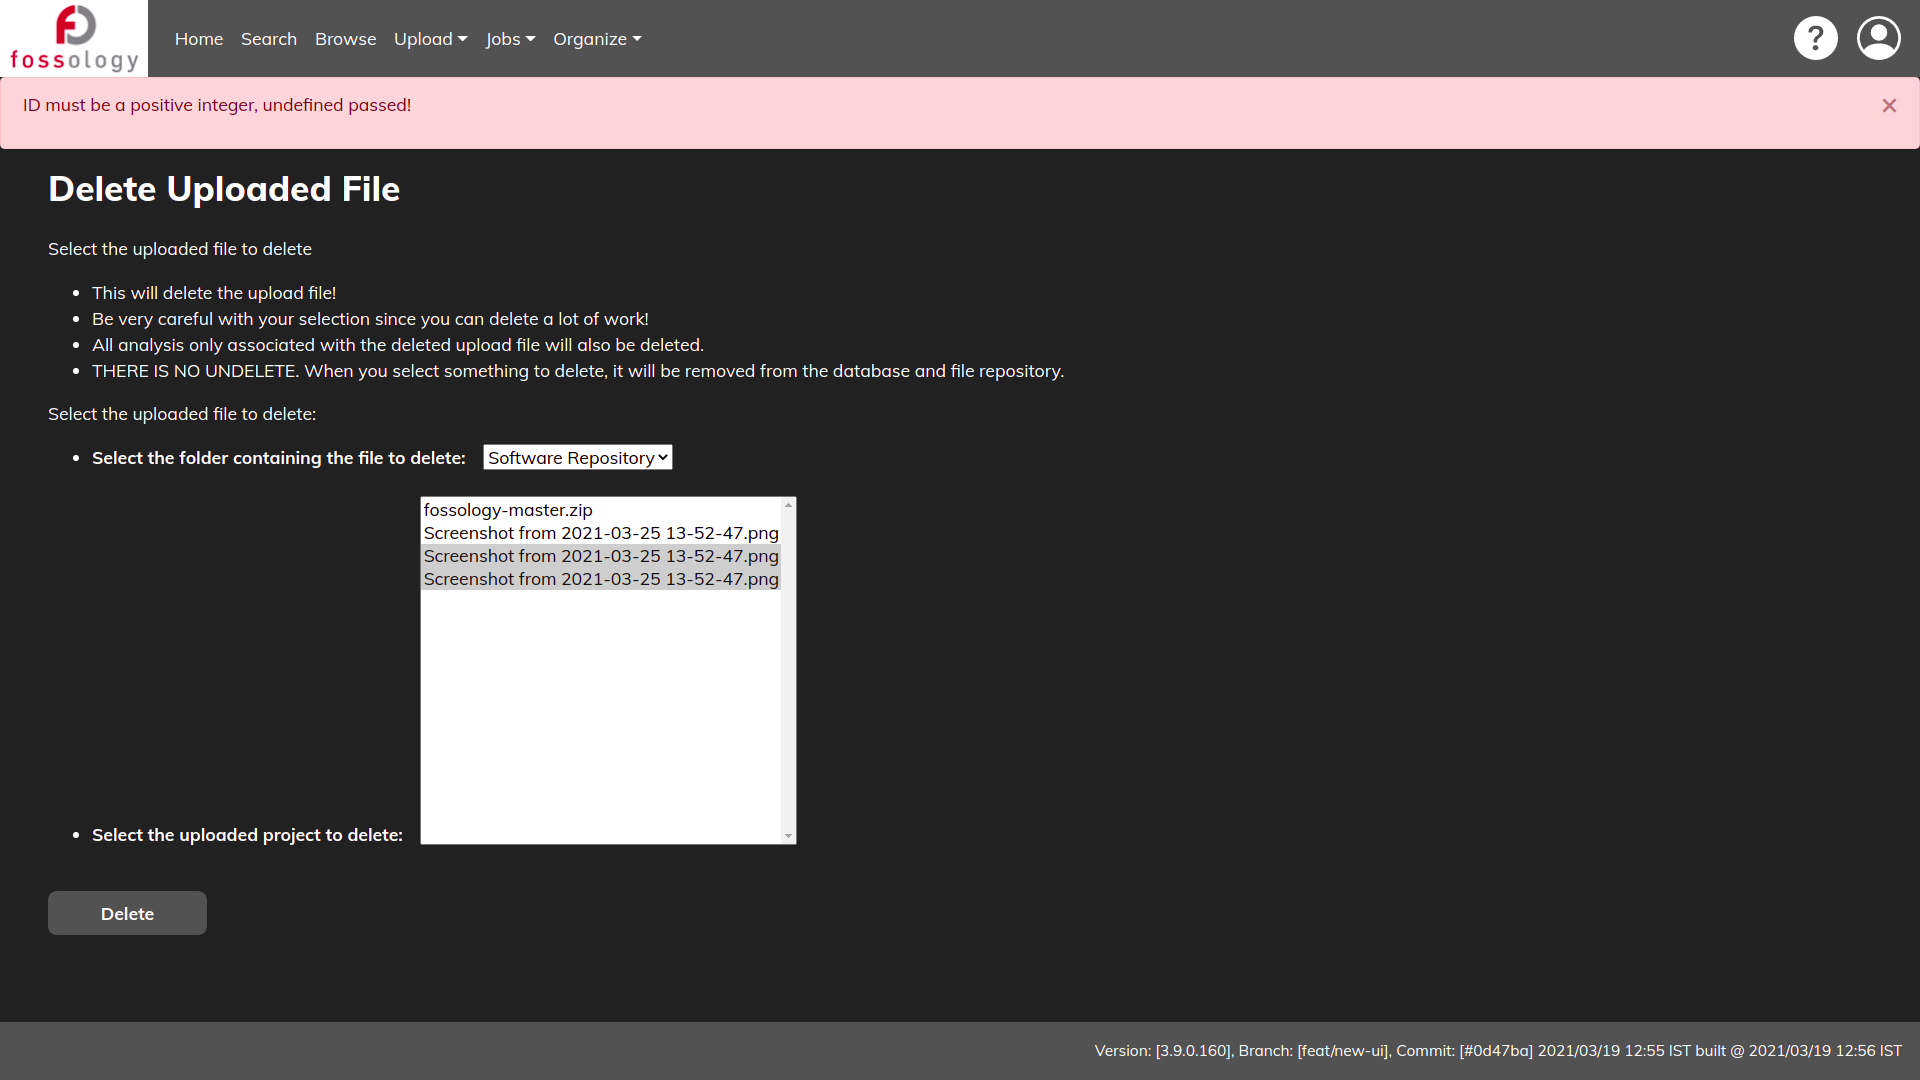 fossology
Home Search Browse Upload Jobs Organize
?
ID must be a positive integer, undefined passed!
×
Delete Uploaded File
Select the uploaded file to delete
• This will delete the upload file!
• Be very careful with your selection since you can delete a lot of work!
• All analysis only associated with the deleted upload file will also be deleted.
• THERE IS NO UNDELETE. When you select something to delete, it will be removed from the database and file repository.
Select the uploaded file to delete:
• Select the folder containing the file to delete: Software Repository
fossology-master.zip
Screenshot from 2021-03-25 13-52-47.png
Screenshot from 2021-03-25 13-52-47.png
Screenshot from 2021-03-25 13-52-47.png
• Select the uploaded project to delete:
Delete
Version: [3.9.0.160], Branch: [feat/new-ui], Commit: [#0d47ba] 2021/03/19 12:55 IST built @ 2021/03/19 12:56 IST